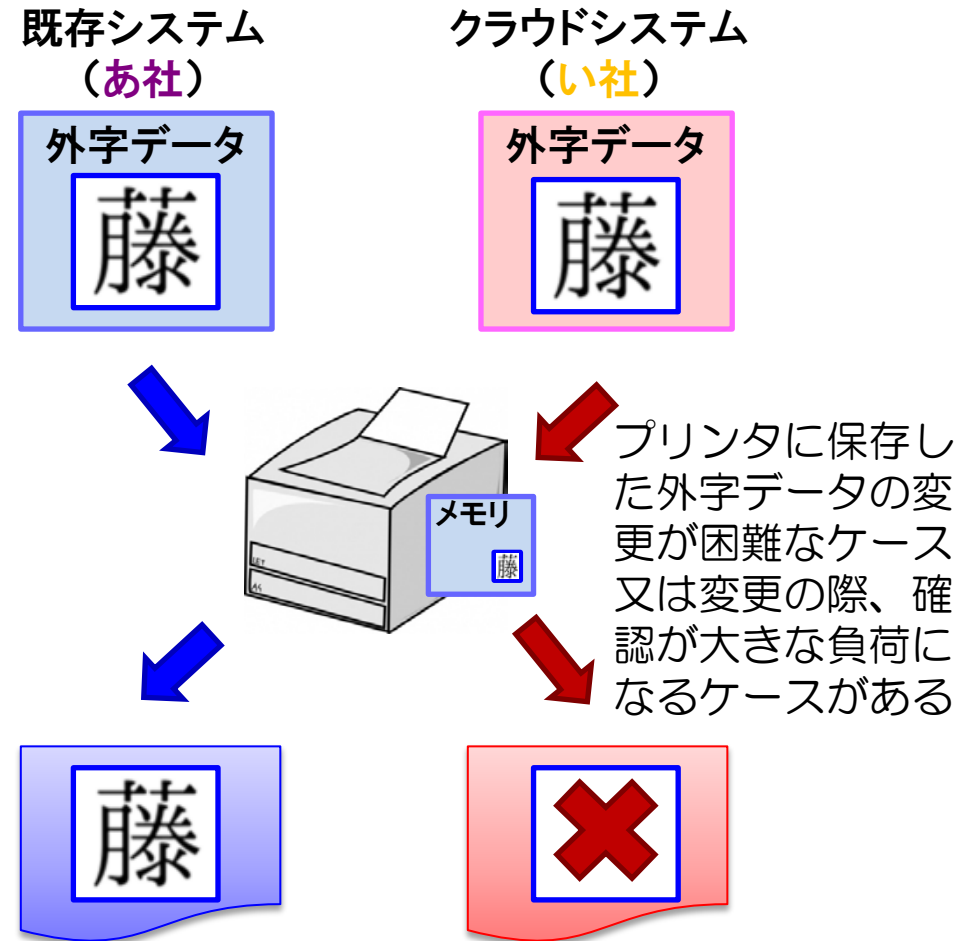 既存システム
（あ社）
クラウドシステム
（い社）
外字データ
藤
外字データ
藤
プリンタに保存し
た外字データの変
更が困難なケース
又は変更の際、確
認が大きな負荷に
なるケースがある
メモリ
藤
藤